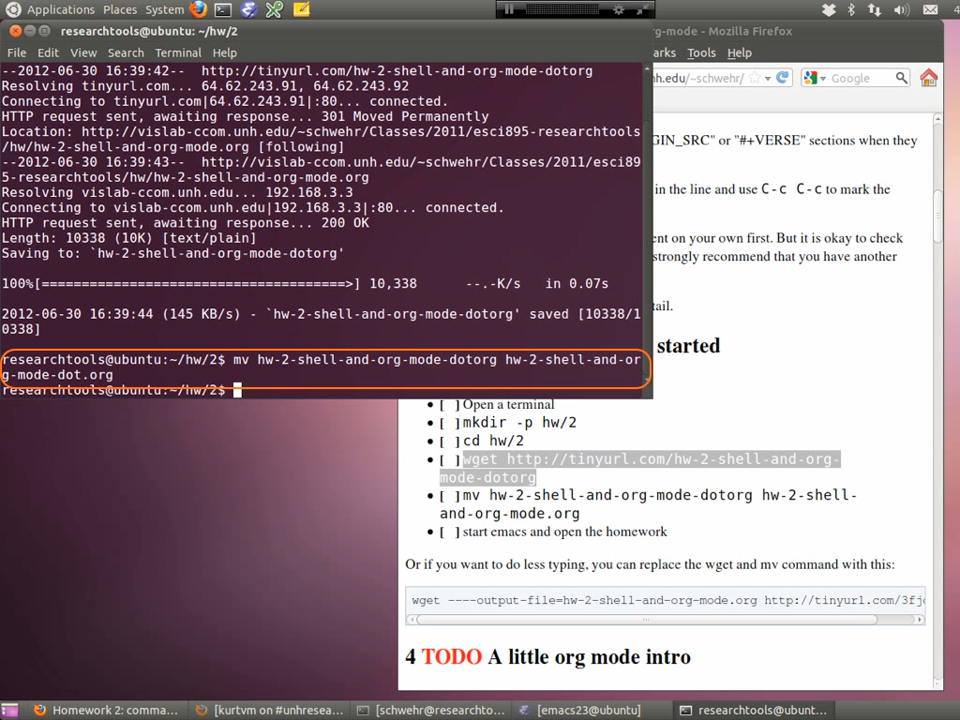 Applications Places System
researchtools@ubuntu: ~/hw/2
rg-mode - Mozilla Firefox
File Edit View Search Terminal Help
arks Tools Help
--2012-06-30 16:39:42-- http://tinyurl.com/hw-2-shell-and-org-mode-dotorg
Resolving tinyurl.com... 64.62.243.91, 64.62.243.92
Connecting to tinyurl.com|64.62.243.91|:80... connected.
HTTP request sent, awaiting response... 301 Moved Permanently
Location: http://vislab-ccom.unh.edu/~schwehr/Classes/2011/esci895-researchtools
/hw/hw-2-shell-and-org-mode.org [following]
--2012-06-30 16:39:43-- http://vislab-ccom.unh.edu/~schwehr/Classes/2011/esci89
5-researchtools/hw/hw-2-shell-and-org-mode.org
Resolving vislab-ccom.unh.edu... 192.168.3.3
Connecting to vislab-ccom.unh.edu|192.168.3.3|:80... connected.
HTTP request sent, awaiting response... 200 OK
Length: 10338 (10K) [text/plain]
Saving to: `hw-2-shell-and-org-mode-dotorg'
100%[======================================>] 10,338 --.-K/s in 0.07s
2012-06-30 16:39:44 (145 KB/s) - `hw-2-shell-and-org-mode-dotorg' saved [10338/1
0338]
researchtools@ubuntu:~/hw/2$ mv hw-2-shell-and-org-mode-dotorg hw-2-shell-and-or
g-mode-dot.org
researchtools@ubuntu:~/hw/2$
nh.edu/~schwehr/
Google
GIN_SRC" or "#+VERSE" sections when they
in the line and use C-c C-c to mark the
ent on your own first. But it is okay to check
strongly recommend that you have another
tail.
started
[ ] Open a terminal
[ ] mkdir -p hw/2
[ ] cd hw/2
[ ] wget http://tinyurl.com/hw-2-shell-and-org-
mode-dotorg
[ ] mv hw-2-shell-and-org-mode-dotorg hw-2-shell-
and-org-mode.org
[ ] start emacs and open the homework
Or if you want to do less typing, you can replace the wget and mv command with this:
wget ----output-file=hw-2-shell-and-org-mode.org http://tinyurl.com/3fj
4 TODO A little org mode intro
Homework 2: comma...
[kurtvm on #unhresea...
[schwehr@researchto...
[emacs23@ubuntu]
researchtools@ubunt...